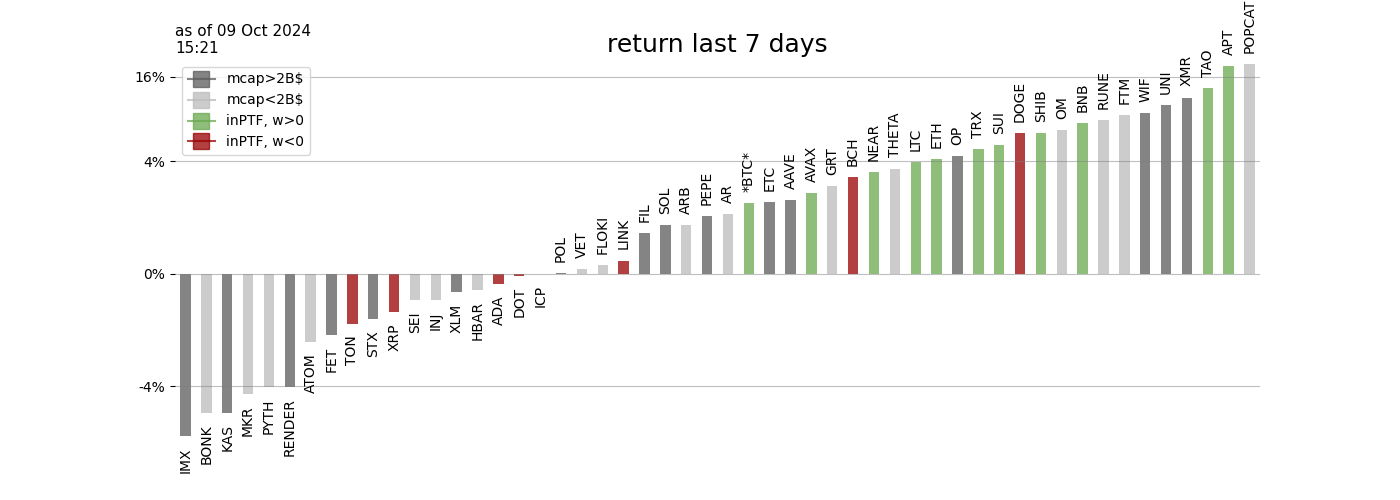 as of 09 Oct 2024
15:21
return last 7 days
mcap>2B$
mcap<2B$
inPTF, w>0
inPTF, w<0
16%
4%
0%
-4%
IMX
BONK
KAS
MKR
PYTH
RENDER
ATOM
FET
TON
STX
XRP
SEI
INJ
XLM
HBAR
ADA
DOT
ICP
POL
VET
FLOKI
LINK
FIL
SOL
ARB
PEPE
AR
*BTC*
ETC
AAVE
AVAX
GRT
BCH
NEAR
THETA
LTC
ETH
OP
TRX
SUI
DOGE
SHIB
OM
BNB
RUNE
FTM
WIF
UNI
XMR
TAO
APT
POPCAT